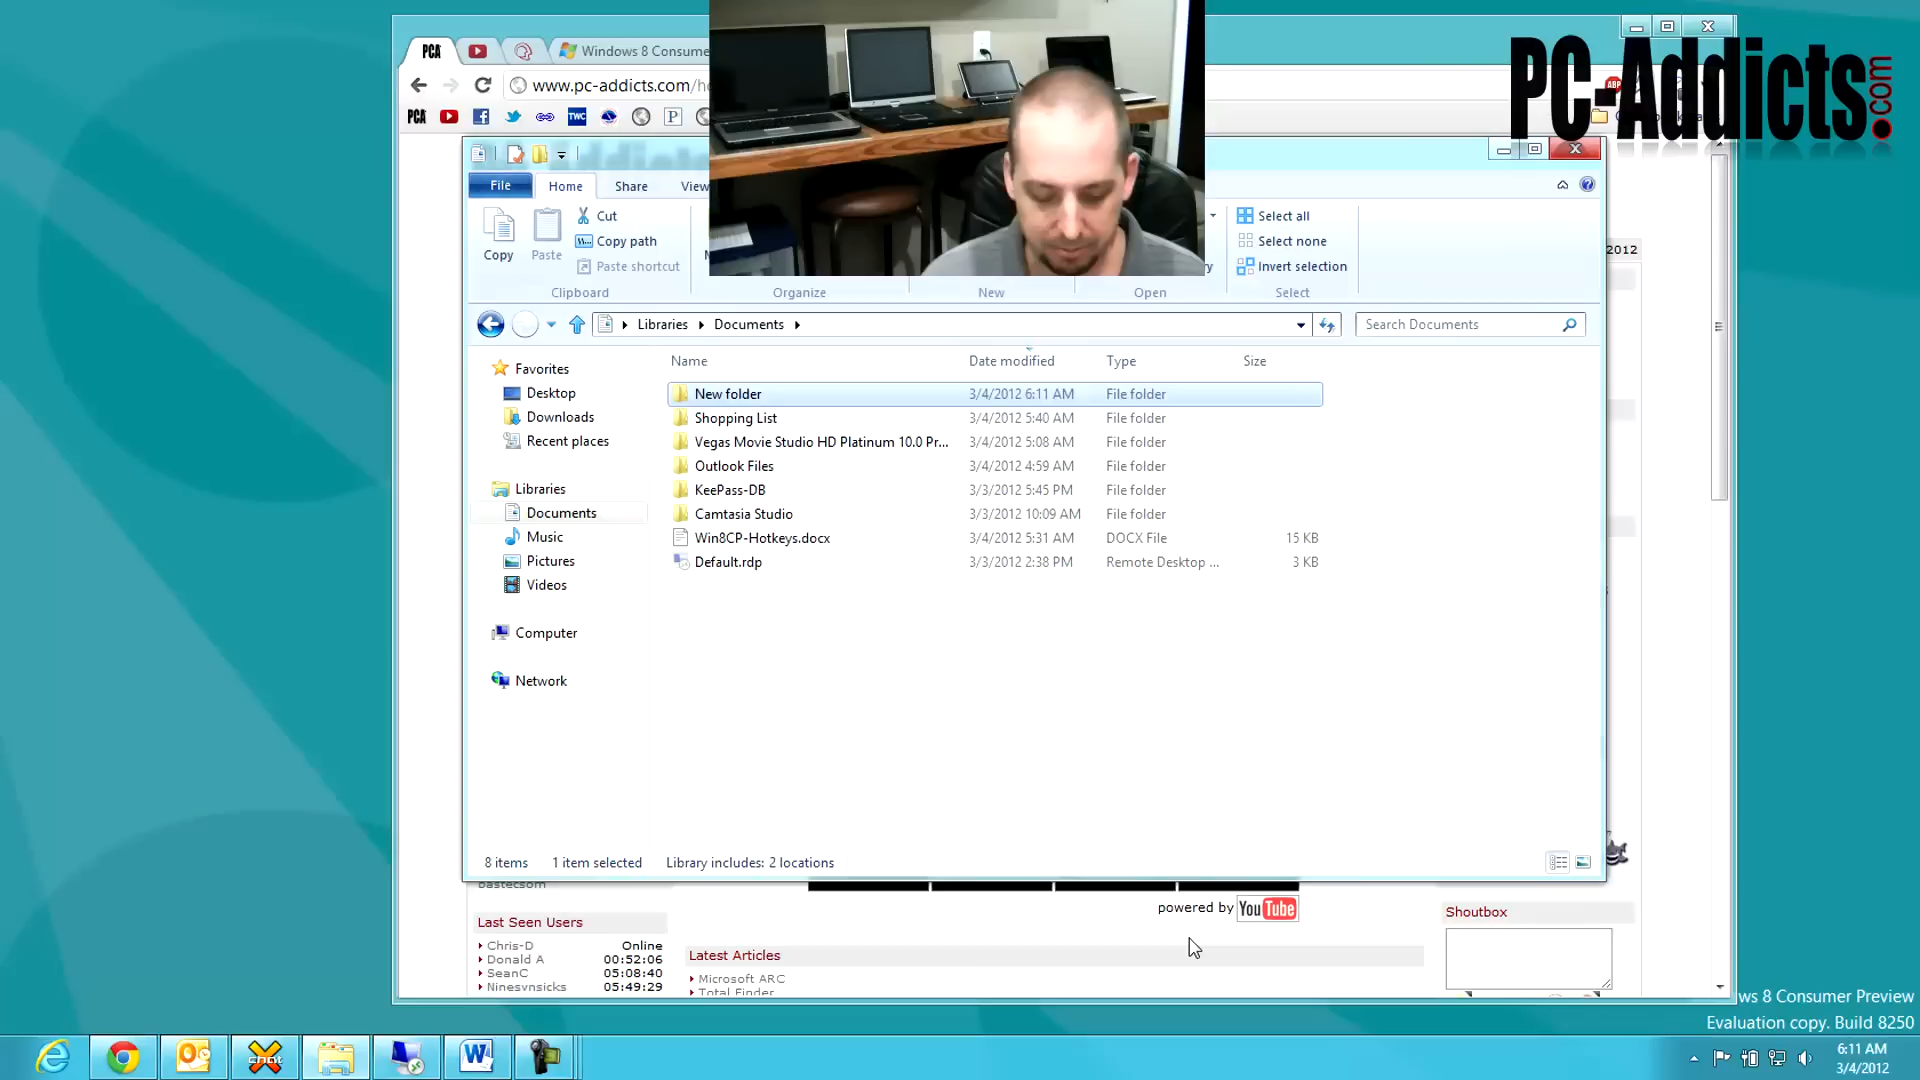 PC-Addicts.com
PCA
Windows 8 Consume
www.pc-addicts.com/h
PCA
TWC
P
File
Home
Share
View
Copy
Paste
Cut
Copy path
Paste shortcut
Select all
Select none
Invert selection
Clipboard
Organize
New
Open
Select
2012
Libraries
Documents
Search Documents
Name
Date modified
Type
Size
Favorites
Desktop
Downloads
Recent places
Libraries
Documents
Music
Pictures
Videos
Computer
Network
New folder 3/4/2012 6:11 AM File folder
Shopping List 3/4/2012 5:40 AM File folder
Vegas Movie Studio HD Platinum 10.0 Pr... 3/4/2012 5:08 AM File folder
Outlook Files 3/4/2012 4:59 AM File folder
KeePass-DB 3/3/2012 5:45 PM File folder
Camtasia Studio 3/3/2012 10:09 AM File folder
Win8CP-Hotkeys.docx 3/4/2012 5:31 AM DOCX File 15 KB
Default.rdp 3/3/2012 2:38 PM Remote Desktop ... 3 KB
8 items 1 item selected Library includes: 2 locations
powered by YouTube
Last Seen Users
Chris-D Online
Donald A 00:52:06
SeanC 05:08:40
Ninesvnsicks 05:49:29
Latest Articles
Microsoft ARC
Total Finder
Shoutbox
ws 8 Consumer Preview
Evaluation copy. Build 8250
chat
6:11 AM
3/4/2012